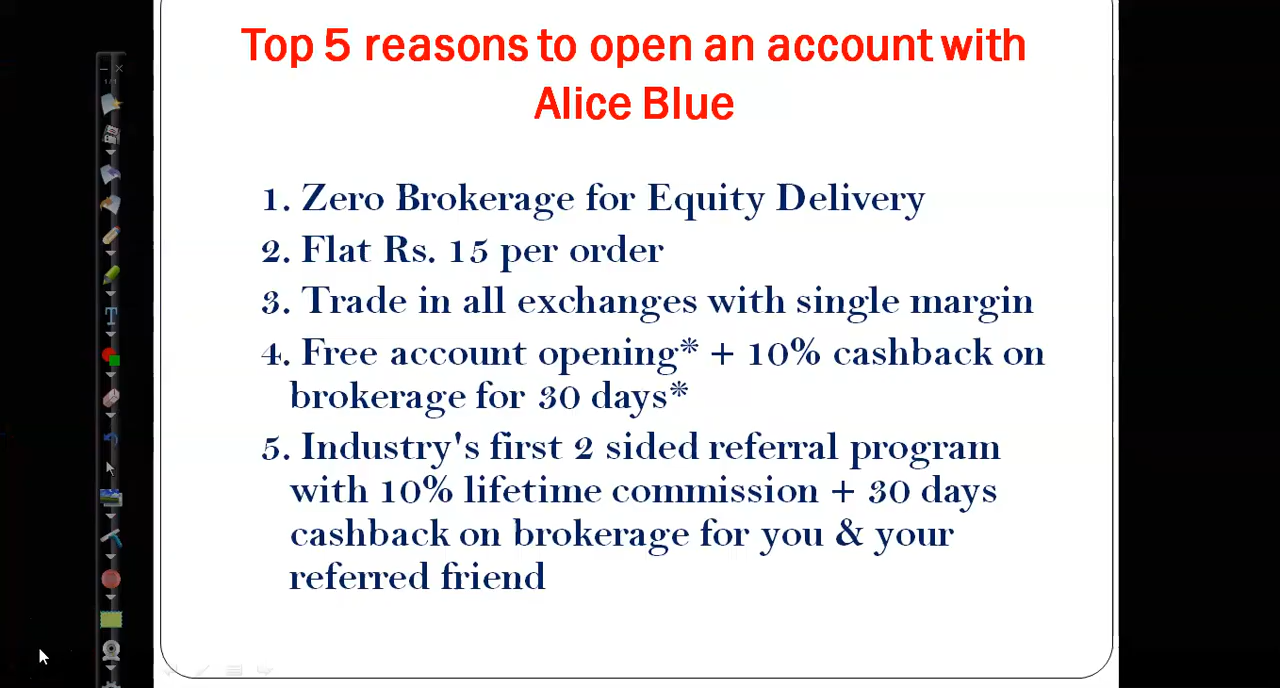 Top 5 reasons to open an account with
Alice Blue
1. Zero Brokerage for Equity Delivery
2. Flat Rs. 15 per order
3. Trade in all exchanges with single margin
4. Free account opening* + 10% cashback on
brokerage for 30 days*
5. Industry's first 2 sided referral program
with 10% lifetime commission + 30 days
cashback on brokerage for you & your
referred friend